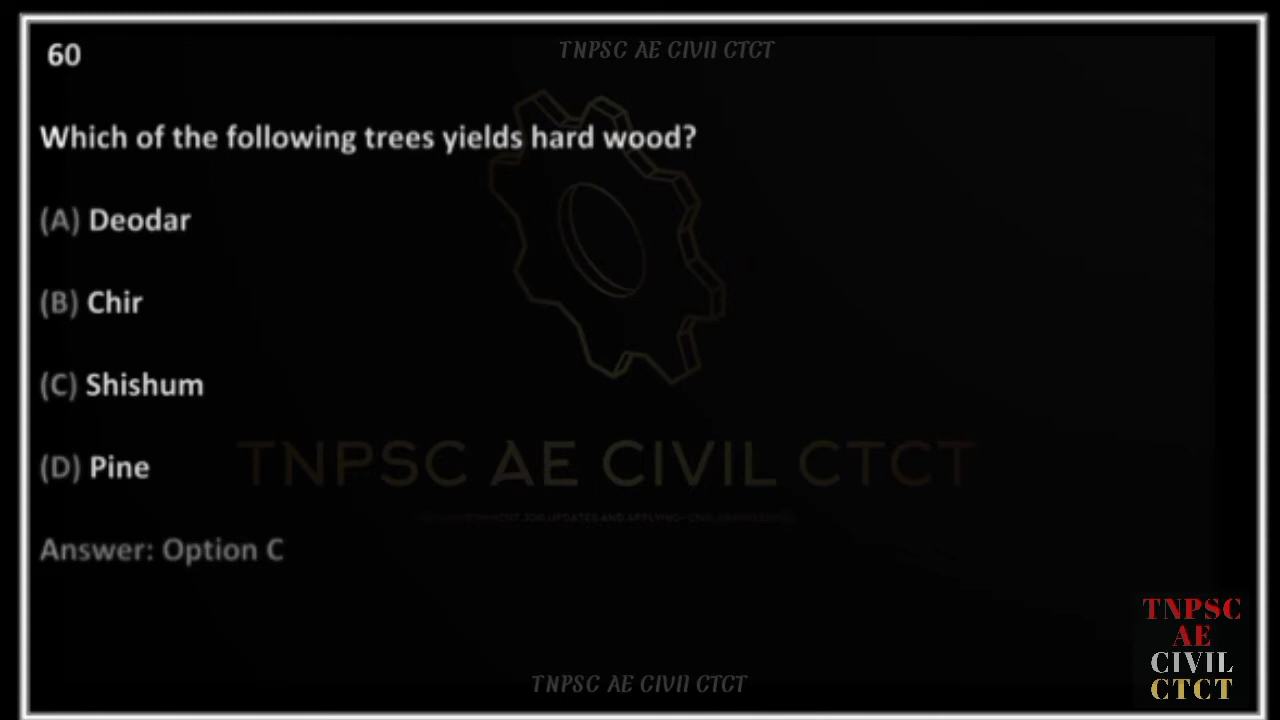 60
TNPSC AE CIVIl CTCT
Which of the following trees yields hard wood?
(A) Deodar
(B) Chir
(C) Shishum
(D) Pine
TNPSC AE CIVIL CTCT
Answer: Option C
TNPSC
AE
CIVIL
CTCT
TNPSC AE CIVIl CTCT